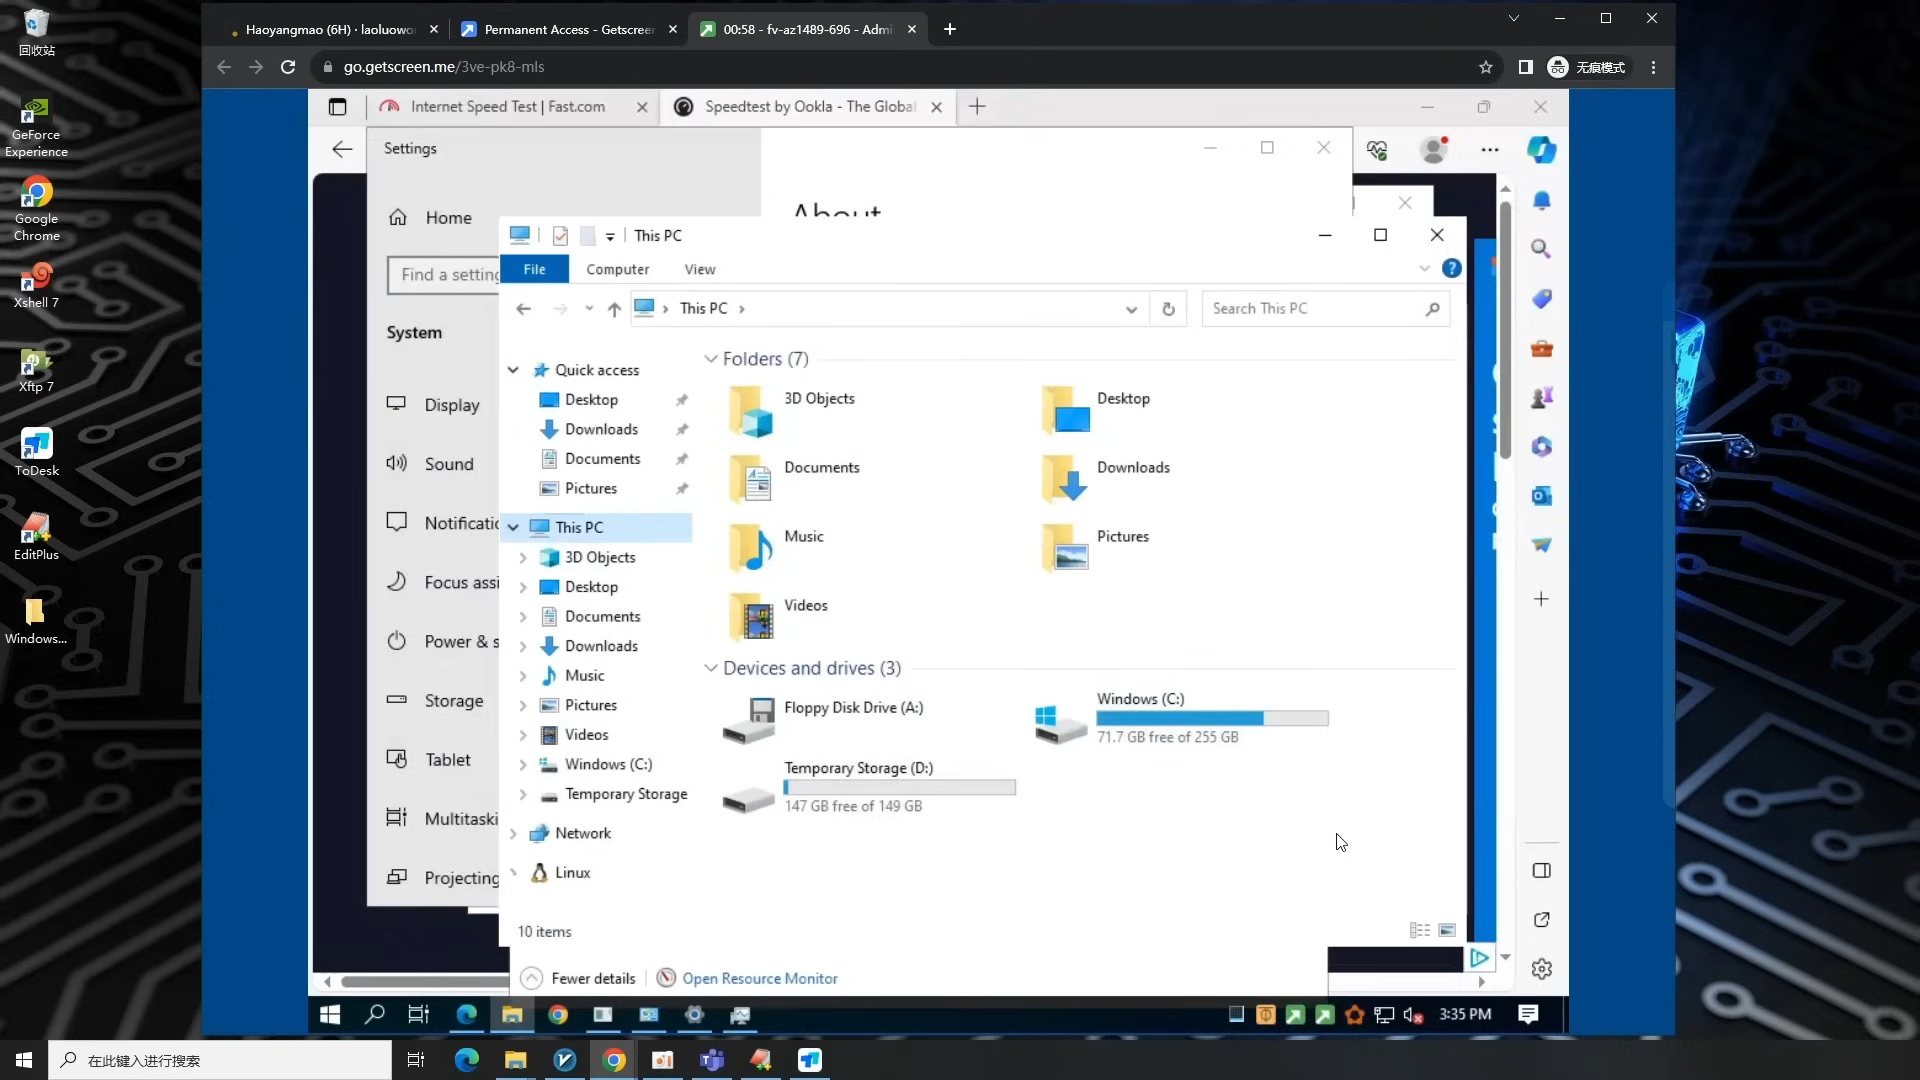 回收站
GeForce
Experience
Google
Chrome
Xshell 7
Xftp 7
ToDesk
EditPlus
Windows...
Haoyangmao (6H) · laoluowo
Permanent Access - Getscreen
00:58 - fv-az1489-696 - Admi
go.getscreen.me/3ve-pk8-mls
无痕模式
Internet Speed Test | Fast.com
Speedtest by Ookla - The Global
Settings
About
Home
Find a setting
System
Display
Sound
Notificatio
Focus assi
Power & s
Storage
Tablet
Multitaski
Projecting
This PC
File
Computer
View
This PC
Search This PC
Quick access
Desktop
Downloads
Documents
Pictures
This PC
3D Objects
Desktop
Documents
Downloads
Music
Pictures
Videos
Windows (C:)
Temporary Storage
Network
Linux
Folders (7)
3D Objects
Desktop
Documents
Downloads
Music
Pictures
Videos
Devices and drives (3)
Floppy Disk Drive (A:)
Windows (C:)
71.7 GB free of 255 GB
Temporary Storage (D:)
147 GB free of 149 GB
10 items
Fewer details
Open Resource Monitor
3:35 PM
在此键入进行搜索